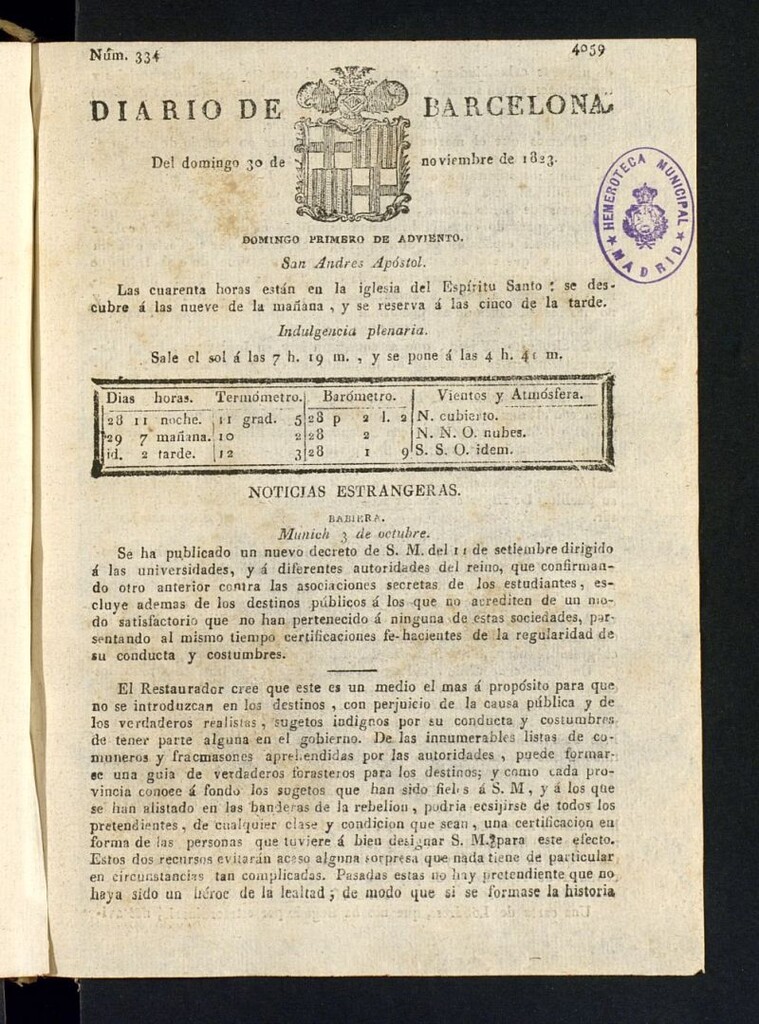 Núm. 334 4059
DIARIO DE BARCELONA.
Del domingo 30 de noviembre de 1823.
HEMEROTECA MUNICIPAL
★ MADRID ★
DOMINGO PRIMERO DE ADVIENTO.
San Andres Apóstol.
Las cuarenta horas están en la iglesia del Espíritu Santo: se des-
cubre á las nueve de la mañana, y se reserva á las cinco de la tarde.
Indulgencia plenaria.
Sale el sol á las 7 h. 19 m., y se pone á las 4 h. 41 m.
Dias horas. Termómetro. Barómetro. Vientos y Atmósfera.
28 11 noche. 11 grad. 5 28 p 2 l. 2 N. cubierto.
29 7 mañana. 10 2 28 2 N. N. O. nubes.
id. 2 tarde. 12 3 28 1 9 S. S. O. idem.
NOTICIAS ESTRANGERAS.
BABIERA.
Munich 3 de octubre.
Se ha publicado un nuevo decreto de S. M. del 11 de setiembre dirigido
á las universidades, y á diferentes autoridades del reino, que confirman-
do otro anterior contra las asociaciones secretas de los estudiantes, es-
cluye ademas de los destinos públicos á los que no acrediten de un mo-
do satisfactorio que no han pertenecido á ninguna de estas sociedades, pre-
sentando al mismo tiempo certificaciones fe-hacientes de la regularidad de
su conducta y costumbres.
El Restaurador cree que este es un medio el mas á propósito para que
no se introduzcan en los destinos, con perjuicio de la causa pública y de
los verdaderos realistas, sugetos indignos por su conducta y costumbres
de tener parte alguna en el gobierno. De las innumerables listas de co-
muneros y fracmasones aprehendidas por las autoridades, puede formar-
se una guia de verdaderos forasteros para los destinos; y como cada pro-
vincia conoce á fondo los sugetos que han sido fieles á S. M, y á los que
se han alistado en las banderas de la rebelion, podria ecsijirse de todos los
pretendientes, de cualquier clase y condicion que sean, una certificacion en
forma de las personas que tuviere á bien designar S. M. para este efecto.
Estos dos recursos evitarán acaso alguna sorpresa que nada tiene de particular
en circunstancias tan complicadas. Pasadas estas no hay pretendiente que no
haya sido un héroe de la lealtad; de modo que si se formase la historia